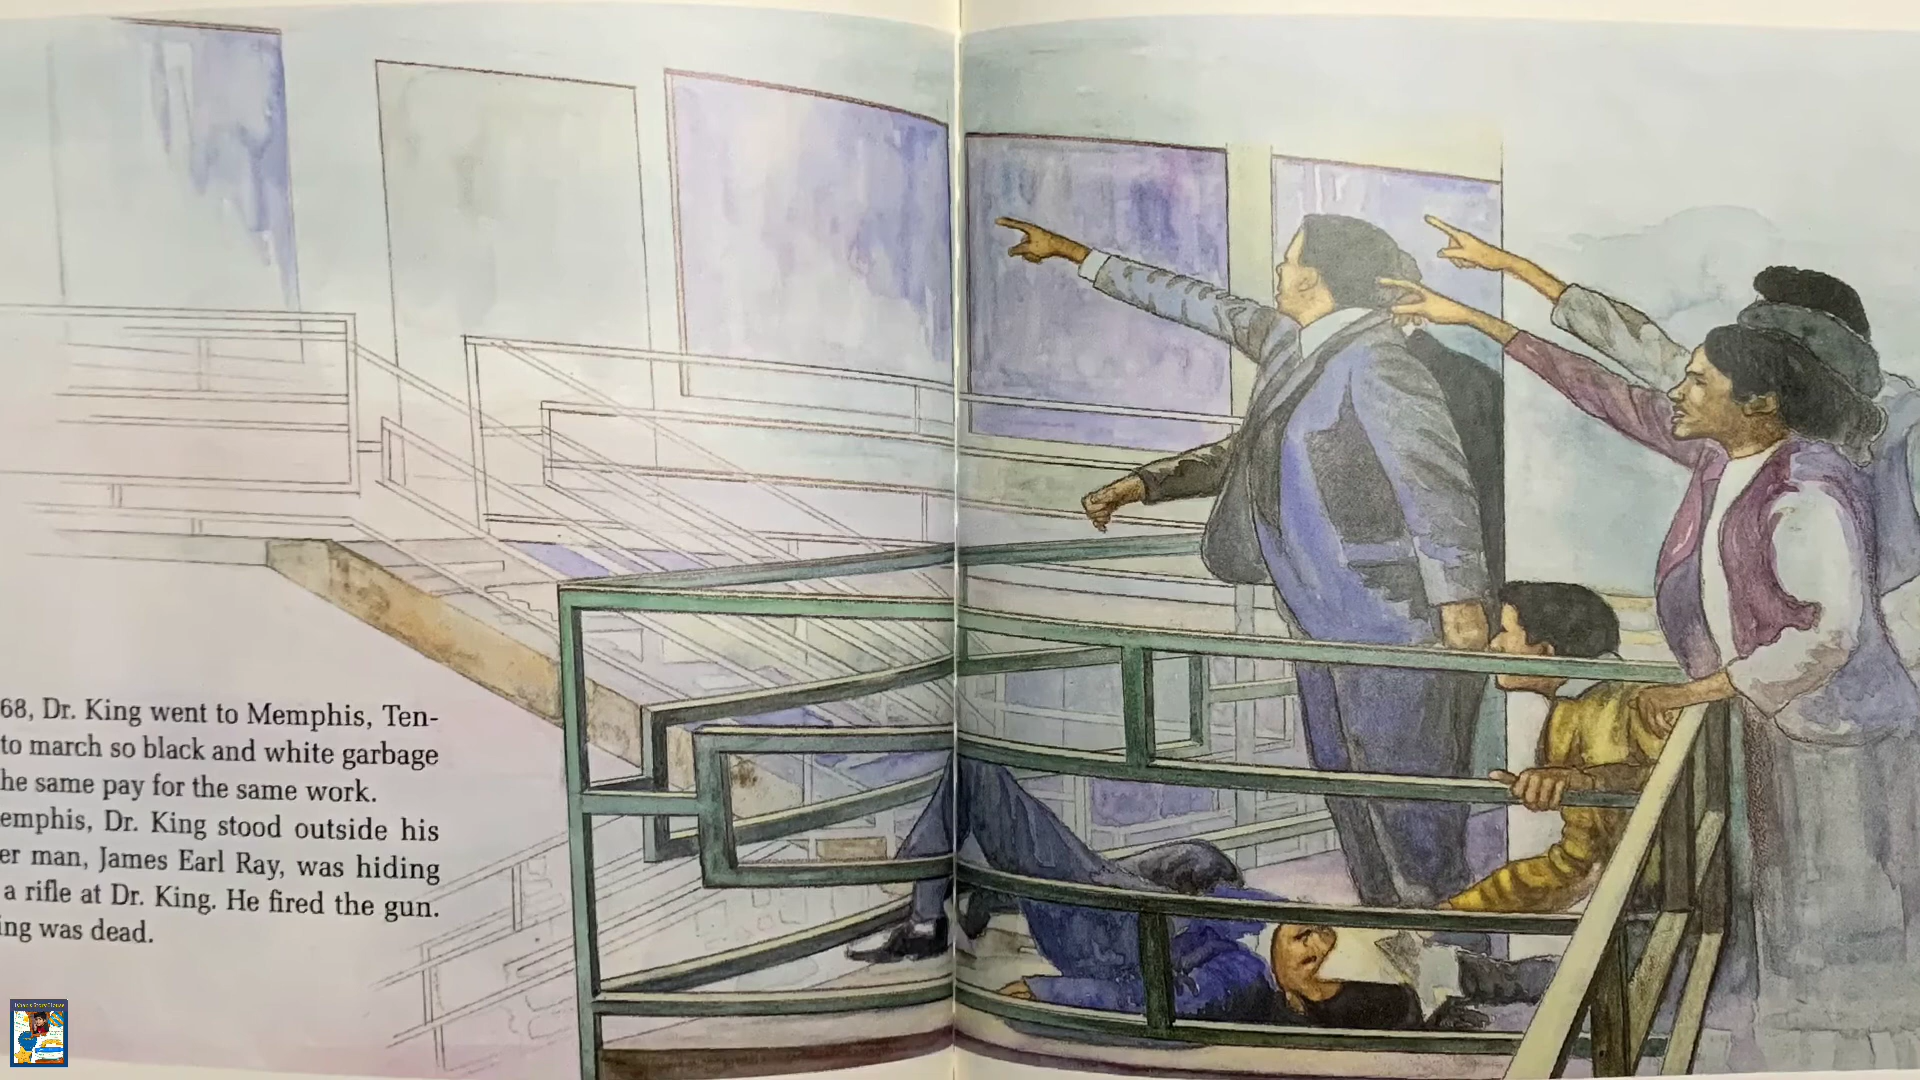 68, Dr. King went to Memphis, Ten-
to march so black and white garbage
he same pay for the same work.
emphis, Dr. King stood outside his
er man, James Earl Ray, was hiding
a rifle at Dr. King. He fired the gun.
ing was dead.